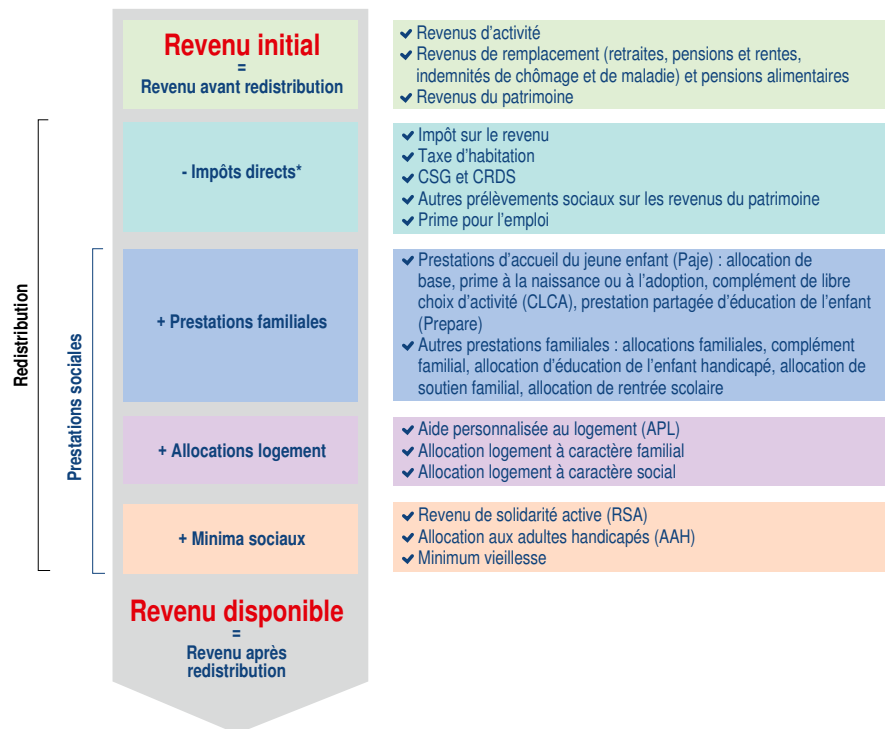 Revenu initial
=
Revenu avant redistribution
✔ Revenus d'activité
✔ Revenus de remplacement (retraites, pensions et rentes,
indemnités de chômage et de maladie) et pensions alimentaires
✔ Revenus du patrimoine
Redistribution
- Impôts directs*
✔ Impôt sur le revenu
✔ Taxe d'habitation
✔ CSG et CRDS
✔ Autres prélèvements sociaux sur les revenus du patrimoine
✔ Prime pour l'emploi
Prestations sociales
+ Prestations familiales
✔ Prestations d'accueil du jeune enfant (Paje) : allocation de
base, prime à la naissance ou à l'adoption, complément de libre
choix d'activité (CLCA), prestation partagée d'éducation de l'enfant
(Prepare)
✔ Autres prestations familiales : allocations familiales, complément
familial, allocation d'éducation de l'enfant handicapé, allocation de
soutien familial, allocation de rentrée scolaire
+ Allocations logement
✔ Aide personnalisée au logement (APL)
✔ Allocation logement à caractère familial
✔ Allocation logement à caractère social
+ Minima sociaux
✔ Revenu de solidarité active (RSA)
✔ Allocation aux adultes handicapés (AAH)
✔ Minimum vieillesse
Revenu disponible
=
Revenu après
redistribution